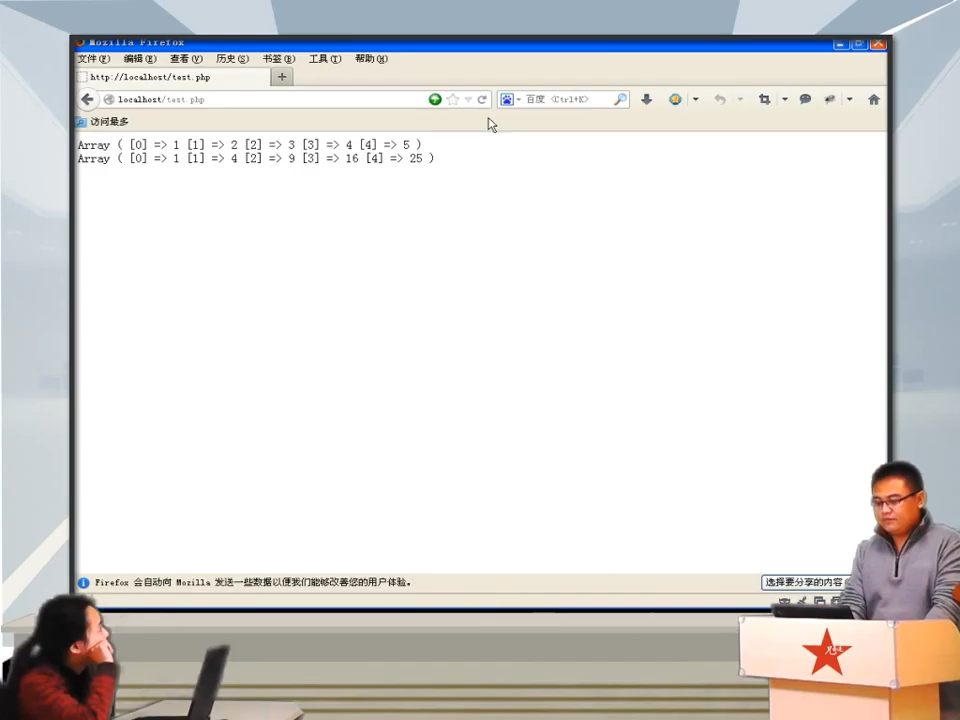 Mozilla Firefox
文件(F) 编辑(E) 查看(V) 历史(S) 书签(B) 工具(T) 帮助(H)
http://localhost/test.php +
localhost/test.php 百度 <Ctrl+K>
访问最多
Array ( [0] => 1 [1] => 2 [2] => 3 [3] => 4 [4] => 5 )
Array ( [0] => 1 [1] => 4 [2] => 9 [3] => 16 [4] => 25 )
Firefox 会自动向 Mozilla 发送一些数据以便我们能够改善您的用户体验。 选择要分享的内容